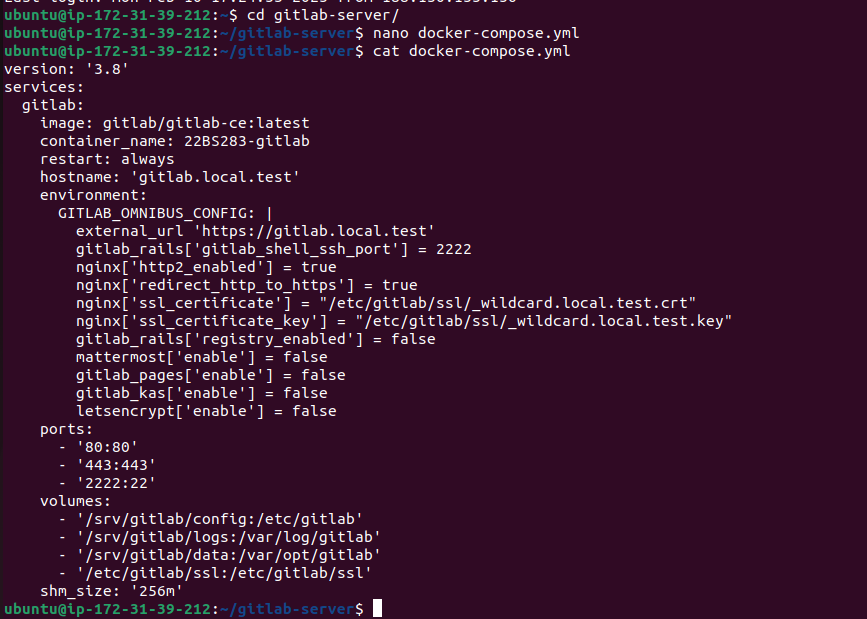 ubuntu@ip-172-31-39-212:~$ cd gitlab-server/
ubuntu@ip-172-31-39-212:~/gitlab-server$ nano docker-compose.yml
ubuntu@ip-172-31-39-212:~/gitlab-server$ cat docker-compose.yml
version: '3.8'
services:
  gitlab:
    image: gitlab/gitlab-ce:latest
    container_name: 22BS283-gitlab
    restart: always
    hostname: 'gitlab.local.test'
    environment:
      GITLAB_OMNIBUS_CONFIG: |
        external_url 'https://gitlab.local.test'
        gitlab_rails['gitlab_shell_ssh_port'] = 2222
        nginx['http2_enabled'] = true
        nginx['redirect_http_to_https'] = true
        nginx['ssl_certificate'] = "/etc/gitlab/ssl/_wildcard.local.test.crt"
        nginx['ssl_certificate_key'] = "/etc/gitlab/ssl/_wildcard.local.test.key"
        gitlab_rails['registry_enabled'] = false
        mattermost['enable'] = false
        gitlab_pages['enable'] = false
        gitlab_kas['enable'] = false
        letsencrypt['enable'] = false
    ports:
      - '80:80'
      - '443:443'
      - '2222:22'
    volumes:
      - '/srv/gitlab/config:/etc/gitlab'
      - '/srv/gitlab/logs:/var/log/gitlab'
      - '/srv/gitlab/data:/var/opt/gitlab'
      - '/etc/gitlab/ssl:/etc/gitlab/ssl'
    shm_size: '256m'
ubuntu@ip-172-31-39-212:~/gitlab-server$